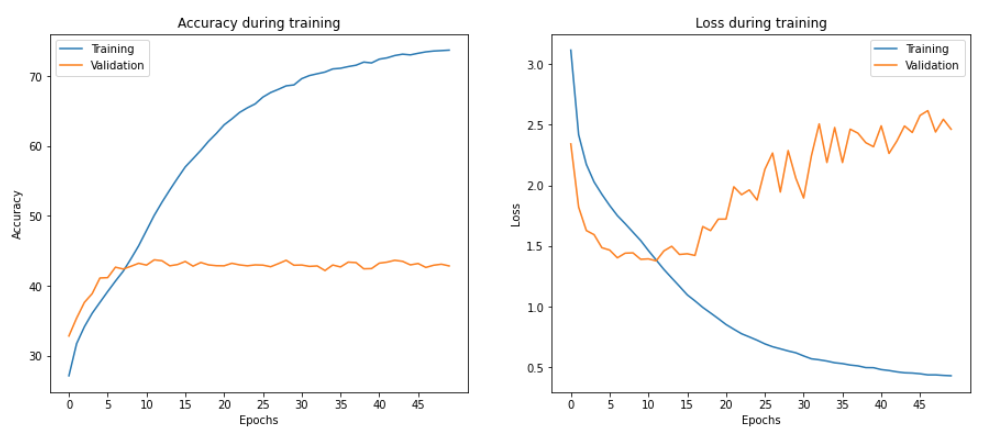 Accuracy during training
Training
Validation
70
60
50
40
30
Accuracy
0 5 10 15 20 25 30 35 40 45
Epochs
Loss during training
Training
Validation
3.0
2.5
2.0
1.5
1.0
0.5
Loss
0 5 10 15 20 25 30 35 40 45
Epochs